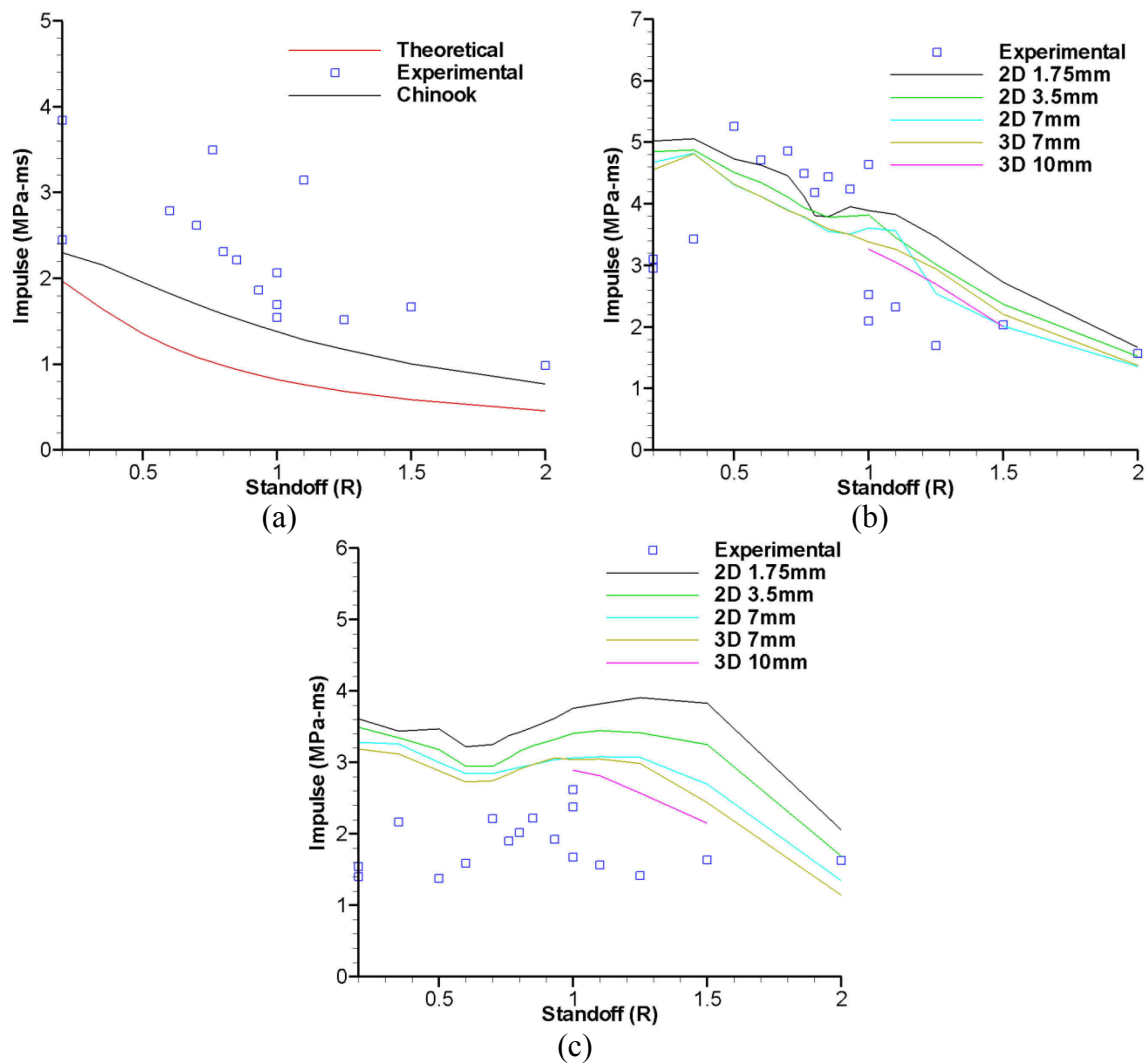 5
4
3
2
1
0
Impulse (MPa-ms)
0.5
1
1.5
2
Standoff (R)
Theoretical
Experimental
Chinook
(a)
7
6
5
4
3
2
1
0
Impulse (MPa-ms)
0.5
1
1.5
2
Standoff (R)
Experimental
2D 1.75mm
2D 3.5mm
2D 7mm
3D 7mm
3D 10mm
(b)
6
5
4
3
2
1
0
Impulse (MPa-ms)
0.5
1
1.5
2
Standoff (R)
Experimental
2D 1.75mm
2D 3.5mm
2D 7mm
3D 7mm
3D 10mm
(c)